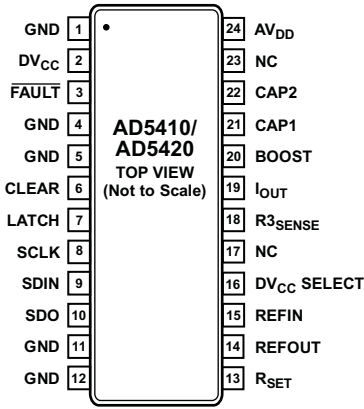 GND 1
DVCC 2
FAULT 3
GND 4
GND 5
CLEAR 6
LATCH 7
SCLK 8
SDIN 9
SDO 10
GND 11
GND 12
AD5410/
AD5420
TOP VIEW
(Not to Scale)
24 AVDD
23 NC
22 CAP2
21 CAP1
20 BOOST
19 IOUT
18 R3SENSE
17 NC
16 DVCC SELECT
15 REFIN
14 REFOUT
13 RSET